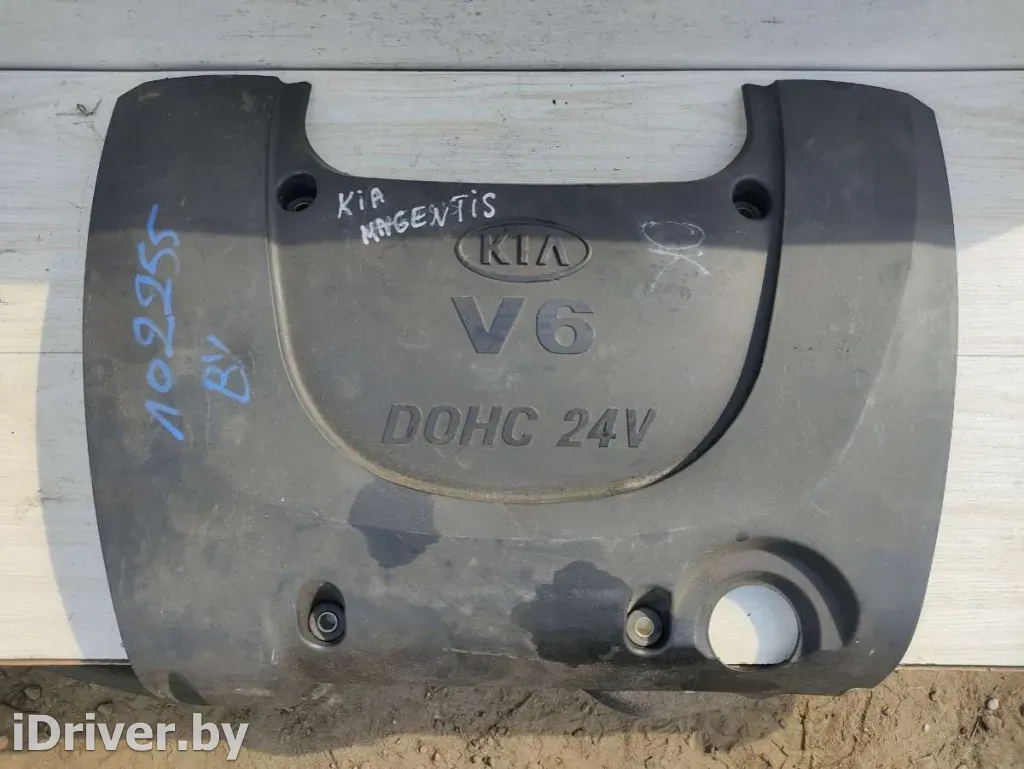 KiA
MAGENTIS
KIA
V6
DOHC 24V
102255
BV
iDriver.by